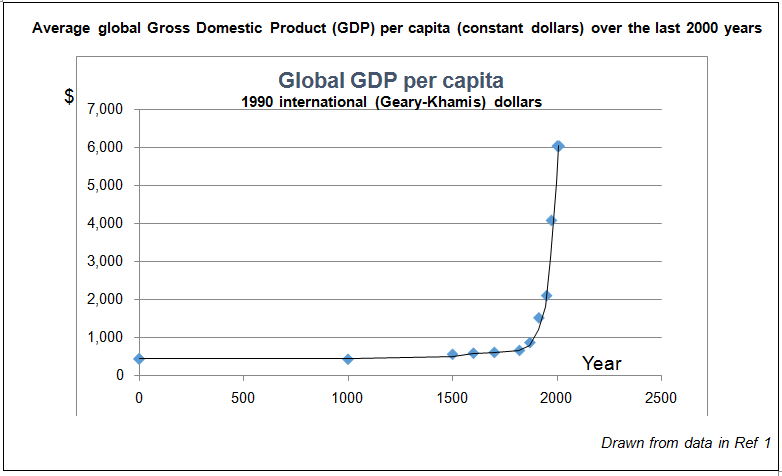 Average global Gross Domestic Product (GDP) per capita (constant dollars) over the last 2000 years
Global GDP per capita
1990 international (Geary-Khamis) dollars
$
7,000
6,000
5,000
4,000
3,000
2,000
1,000
0
Year
0 500 1000 1500 2000 2500
Drawn from data in Ref 1